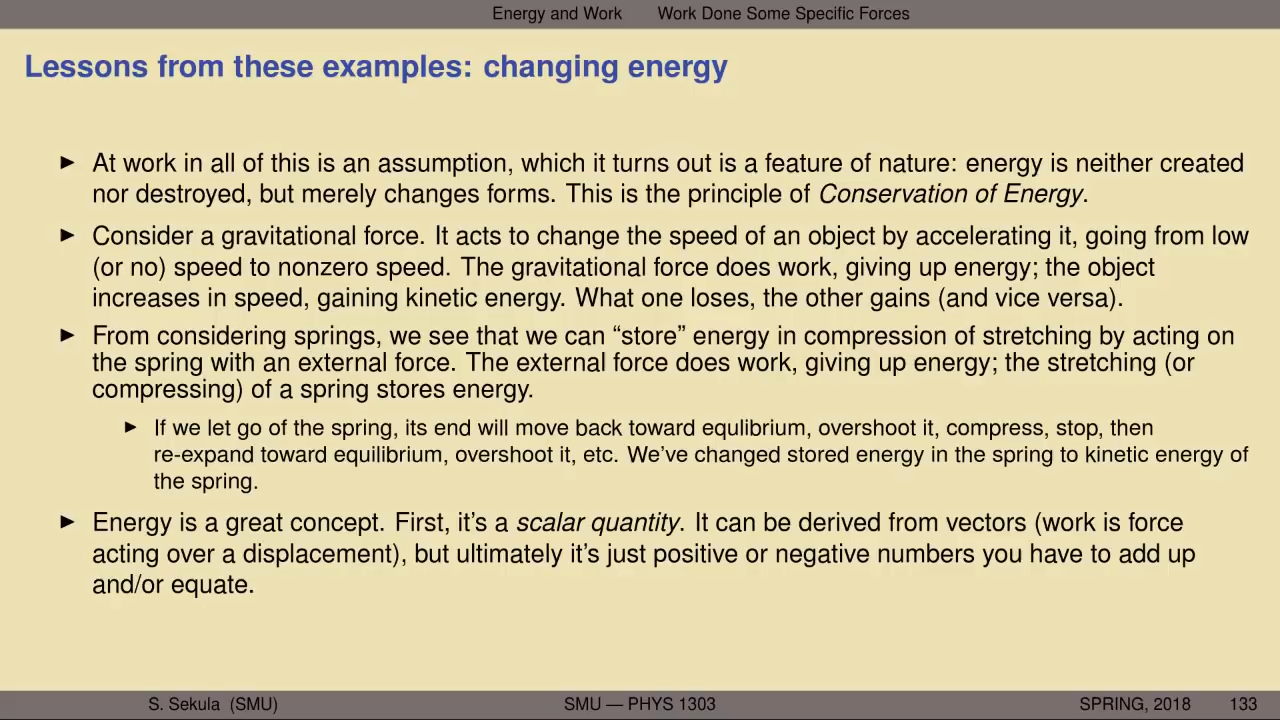 Energy and Work Work Done Some Specific Forces
Lessons from these examples: changing energy
► At work in all of this is an assumption, which it turns out is a feature of nature: energy is neither created
nor destroyed, but merely changes forms. This is the principle of Conservation of Energy.
► Consider a gravitational force. It acts to change the speed of an object by accelerating it, going from low
(or no) speed to nonzero speed. The gravitational force does work, giving up energy; the object
increases in speed, gaining kinetic energy. What one loses, the other gains (and vice versa).
► From considering springs, we see that we can “store” energy in compression of stretching by acting on
the spring with an external force. The external force does work, giving up energy; the stretching (or
compressing) of a spring stores energy.
► If we let go of the spring, its end will move back toward equlibrium, overshoot it, compress, stop, then
re-expand toward equilibrium, overshoot it, etc. We’ve changed stored energy in the spring to kinetic energy of
the spring.
► Energy is a great concept. First, it’s a scalar quantity. It can be derived from vectors (work is force
acting over a displacement), but ultimately it’s just positive or negative numbers you have to add up
and/or equate.
S. Sekula (SMU) SMU — PHYS 1303 SPRING, 2018 133